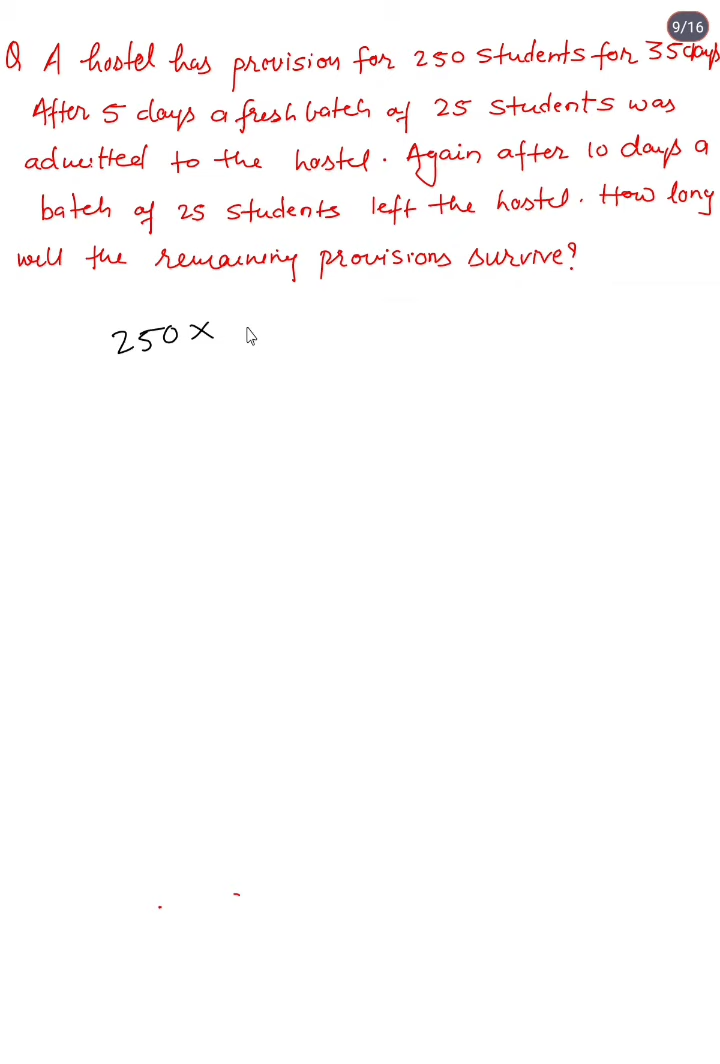 9/16
Q A hostel has provision for 250 students for 35 days
After 5 days a fresh batch of 25 students was
admitted to the hostel. Again after 10 days a
batch of 25 students left the hostel. How long
will the remaining provisions survive?
250 ×